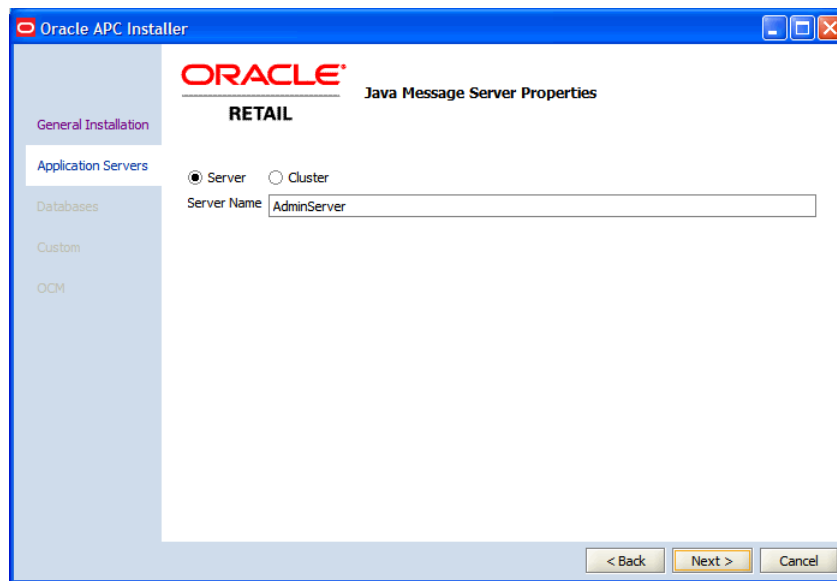 Oracle APC Installer
ORACLE®
RETAIL
Java Message Server Properties
General Installation
Application Servers
Databases
Custom
OCM
Server Cluster
Server Name AdminServer
< Back Next > Cancel